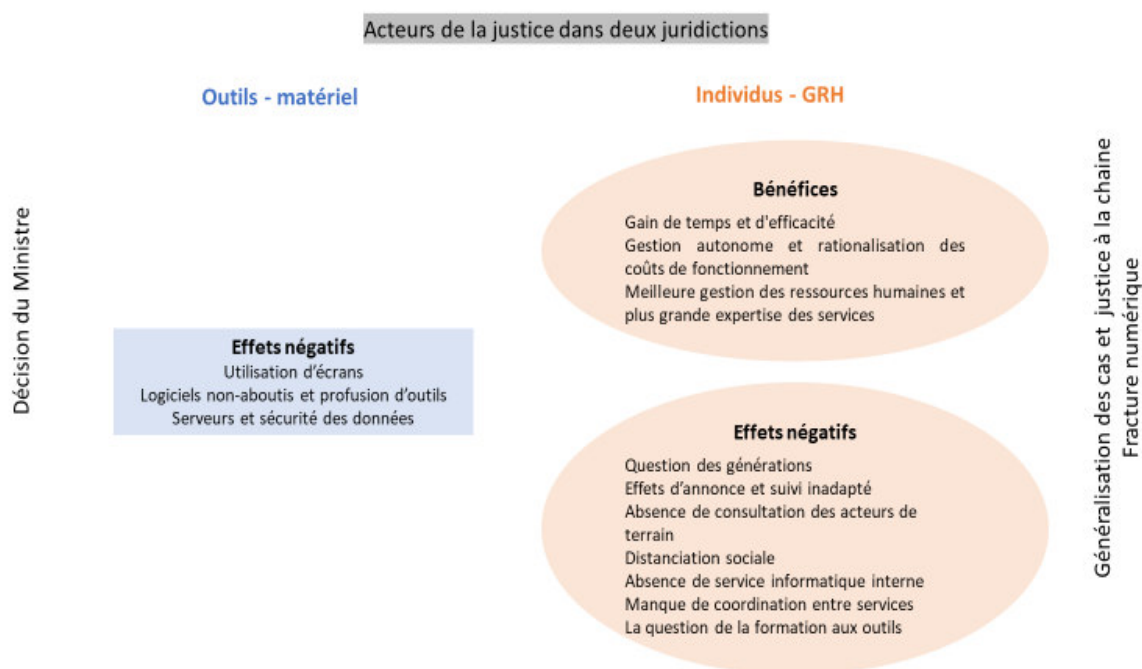 Acteurs de la justice dans deux juridictions
Outils - matériel
Individus - GRH
Décision du Ministre
Effets négatifs
Utilisation d'écrans
Logiciels non-aboutis et profusion d'outils
Serveurs et sécurité des données
Bénéfices
Gain de temps et d'efficacité
Gestion autonome et rationalisation des
coûts de fonctionnement
Meilleure gestion des ressources humaines et
plus grande expertise des services
Effets négatifs
Question des générations
Effets d'annonce et suivi inadapté
Absence de consultation des acteurs de
terrain
Distanciation sociale
Absence de service informatique interne
Manque de coordination entre services
La question de la formation aux outils
Généralisation des cas et justice à la chaine
Fracture numérique